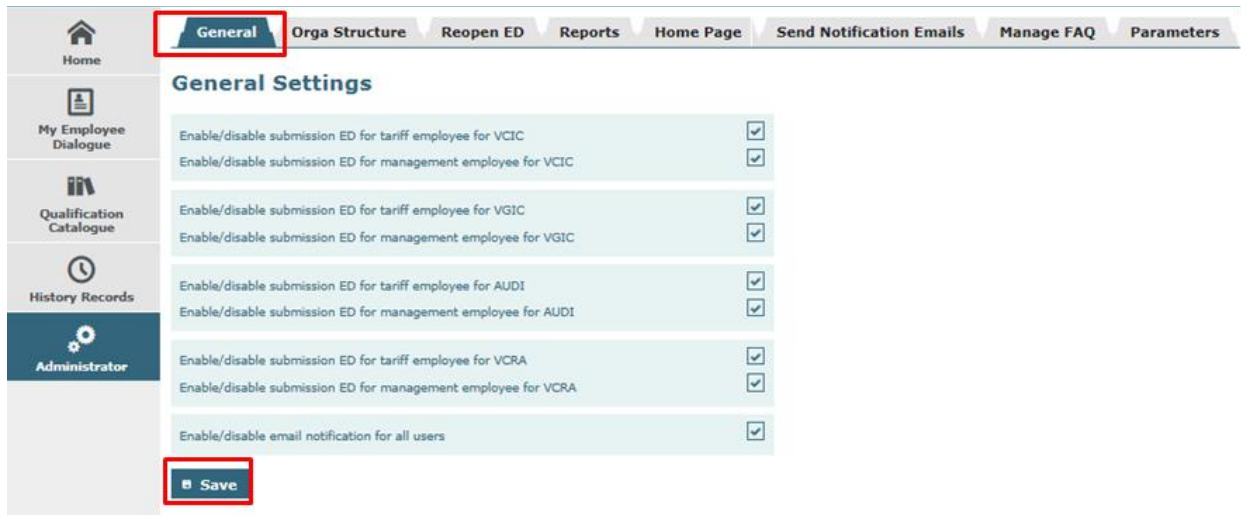 General Orga Structure Reopen ED Reports Home Page Send Notification Emails Manage FAQ Parameters
Home
My Employee
Dialogue
Qualification
Catalogue
History Records
Administrator
General Settings
Enable/disable submission ED for tariff employee for VCIC
Enable/disable submission ED for management employee for VCIC
Enable/disable submission ED for tariff employee for VGIC
Enable/disable submission ED for management employee for VGIC
Enable/disable submission ED for tariff employee for AUDI
Enable/disable submission ED for management employee for AUDI
Enable/disable submission ED for tariff employee for VCRA
Enable/disable submission ED for management employee for VCRA
Enable/disable email notification for all users
Save